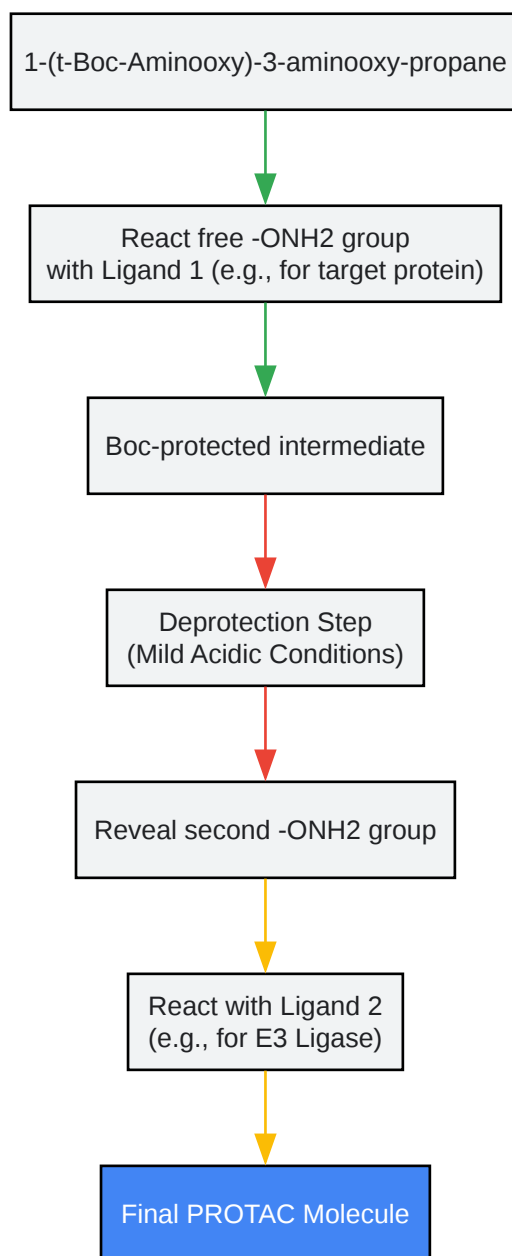 1-(t-Boc-Aminooxy)-3-aminooxy-propane
React free -ONH2 group
with Ligand 1 (e.g., for target protein)
Boc-protected intermediate
Deprotection Step
(Mild Acidic Conditions)
Reveal second -ONH2 group
React with Ligand 2
(e.g., for E3 Ligase)
Final PROTAC Molecule